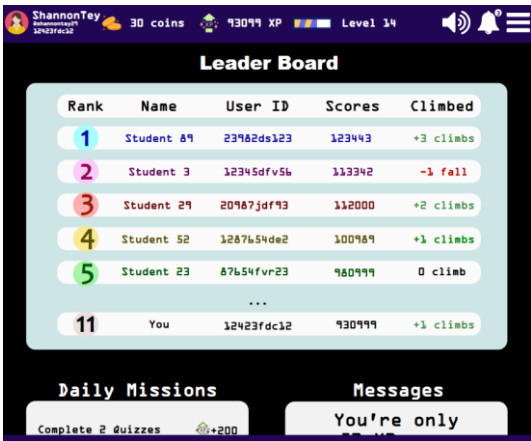 ShannonTey
shannontey29
12423fdc12
30 coins
93099 XP
Level 14
Leader Board
Rank Name User ID Scores Climbed
1 Student 89 23982ds123 123443 +3 climbs
2 Student 3 12345dfv56 113342 -1 fall
3 Student 29 20987jdf93 112000 +2 climbs
4 Student 52 1287654de2 100989 +1 climbs
5 Student 23 87654fvr23 980999 0 climb
...
11 You 12423fdc12 930999 +1 climbs
Daily Missions
Messages
Complete 2 Quizzes +200
You're only